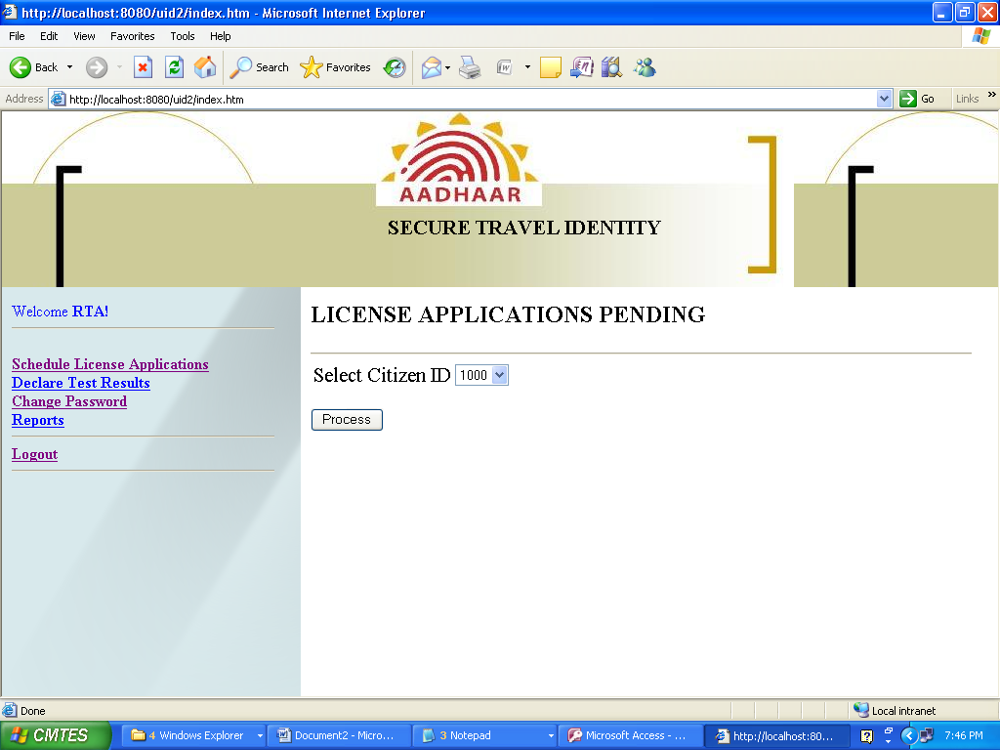 http://localhost:8080/uid2/index.htm - Microsoft Internet Explorer
File Edit View Favorites Tools Help
Back Search Favorites
Address http://localhost:8080/uid2/index.htm Go Links »
AADHAAR
SECURE TRAVEL IDENTITY
Welcome RTA!
Schedule License Applications
Declare Test Results
Change Password
Reports
Logout
LICENSE APPLICATIONS PENDING
Select Citizen ID 1000
Process
Done Local intranet
CMTES 4 Windows Explorer Document2 - Micro... 3 Notepad Microsoft Access - ... http://localhost:80... 7:46 PM